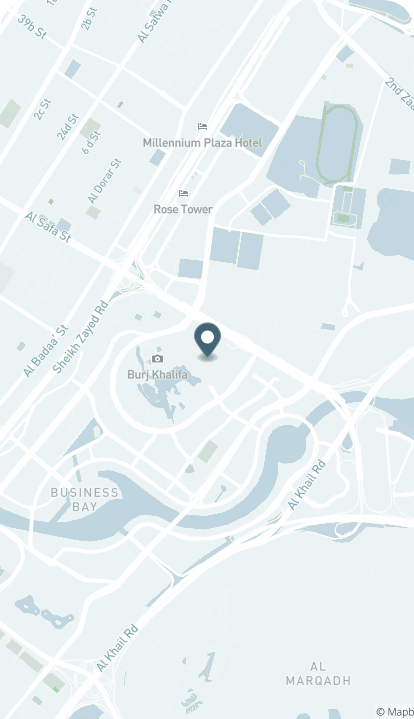 39b St
2b St
Al Satwa
2nd Zaa
2c St
24d St
6 d St
Millennium Plaza Hotel
Al Dorar St
Rose Tower
Al Safa St
Al Badaa' St
Sheikh Zayed Rd
Burj Khalifa
BUSINESS
BAY
Al Khail Rd
Al Khail Rd
AL
MARQADH
© Mapb